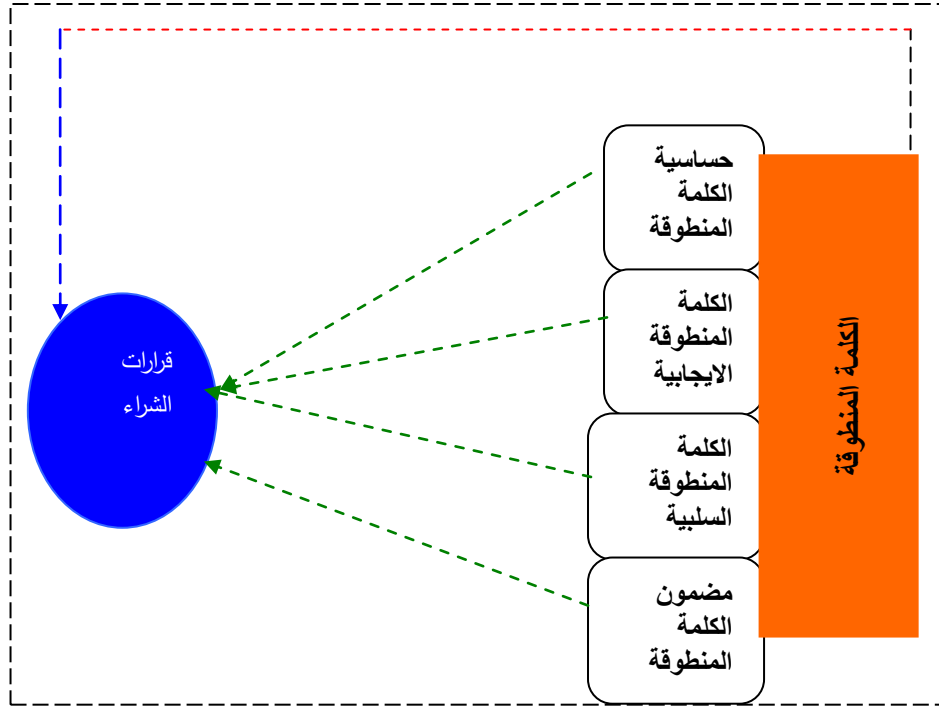 حساسية
الكلمة
المنطوقة
الكلمة
المنطوقة
الايجابية
الكلمة
المنطوقة
السلبية
مضمون
الكلمة
المنطوقة
الكلمة المنطوقة
قرارات
الشراء